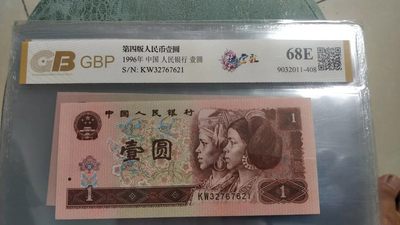 GBP
第四版人民币壹圆
1996年 中国 人民银行 壹圆
S/N: KW32767621
68E
9032011-408
中国人民银行
1
壹圆
1
KW32767621